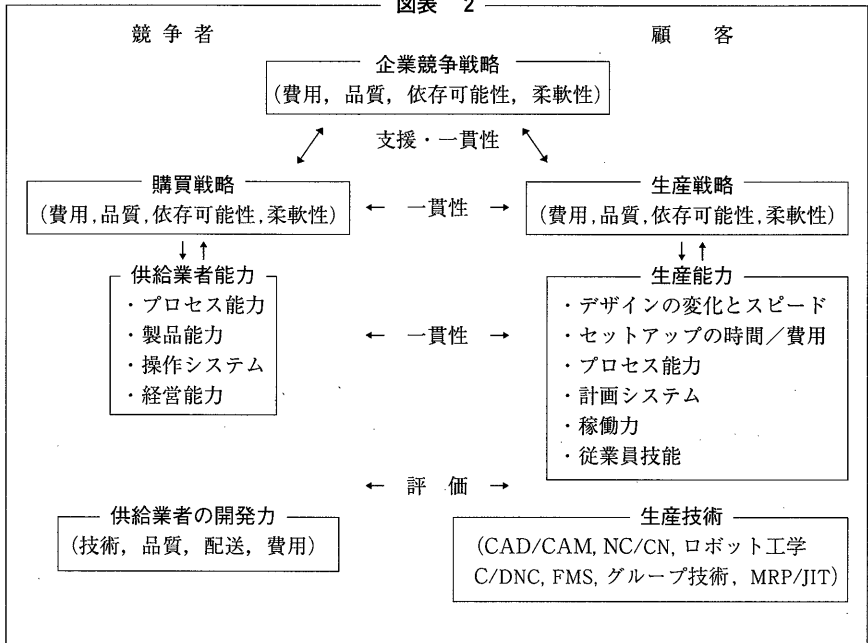 図表 2
競争者 顧客
企業競争戦略
(費用, 品質, 依存可能性, 柔軟性)
支援・一貫性
購買戦略 生産戦略
(費用,品質,依存可能性,柔軟性) ← 一貫性 → (費用,品質,依存可能性,柔軟性)
↓↑ ↓↑
供給業者能力 生産能力
・プロセス能力 ・デザインの変化とスピード
・製品能力 ← 一貫性 → ・セットアップの時間/費用
・操作システム ・プロセス能力
・経営能力 ・計画システム
・稼働力
・従業員技能
← 評価 →
供給業者の開発力 生産技術
(技術, 品質, 配送, 費用) (CAD/CAM, NC/CN, ロボット工学
C/DNC, FMS, グループ技術, MRP/JIT)